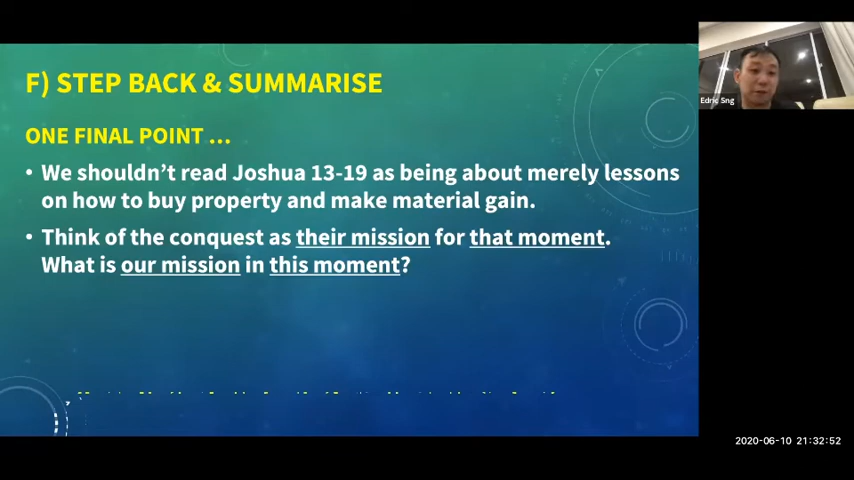 F) STEP BACK & SUMMARISE
ONE FINAL POINT ...
• We shouldn't read Joshua 13-19 as being about merely lessons
on how to buy property and make material gain.
• Think of the conquest as their mission for that moment.
What is our mission in this moment?
Edric Sng
2020-06-10 21:32:52